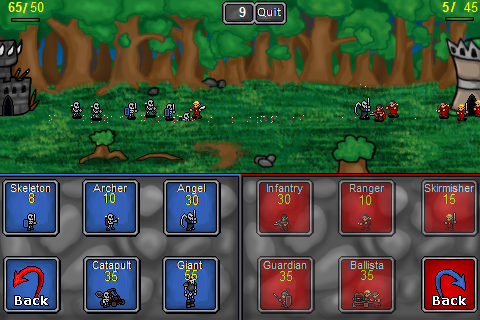 65/50 9 Quit 5/ 45
Skeleton Archer Angel Infantry Ranger Skirmisher
8 10 30 30 10 15
Catapult Giant Guardian Ballista
35 55 35 35
Back Back